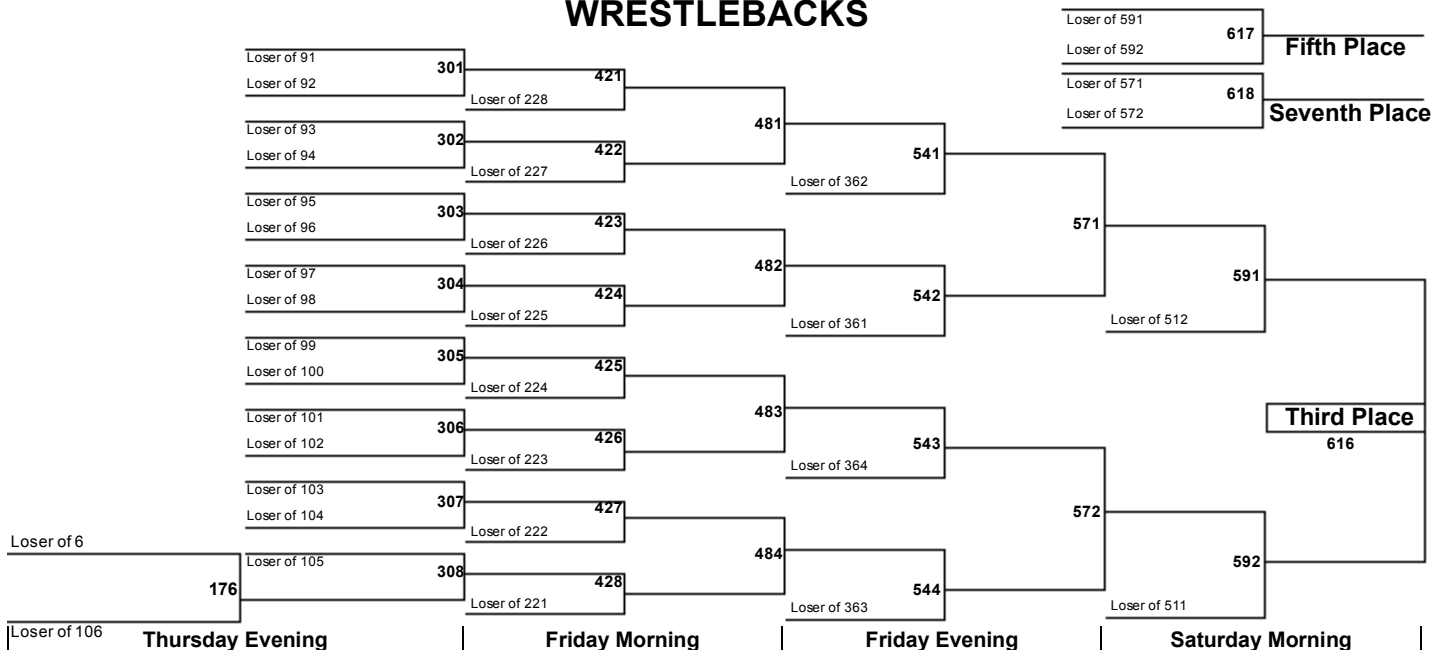 WRESTLEBACKS
Loser of 591
617
Fifth Place
Loser of 592
Loser of 571
618
Seventh Place
Loser of 572
Loser of 91
301
Loser of 92
Loser of 93
302
Loser of 94
Loser of 95
303
Loser of 96
Loser of 97
304
Loser of 98
Loser of 99
305
Loser of 100
Loser of 101
306
Loser of 102
Loser of 103
307
Loser of 104
Loser of 105
308
Loser of 6
176
Loser of 106
421
Loser of 228
422
Loser of 227
423
Loser of 226
424
Loser of 225
425
Loser of 224
426
Loser of 223
427
Loser of 222
428
Loser of 221
481
482
483
484
541
Loser of 362
542
Loser of 361
543
Loser of 364
544
Loser of 363
571
572
591
Loser of 512
592
Loser of 511
Third Place
616
Thursday Evening
Friday Morning
Friday Evening
Saturday Morning